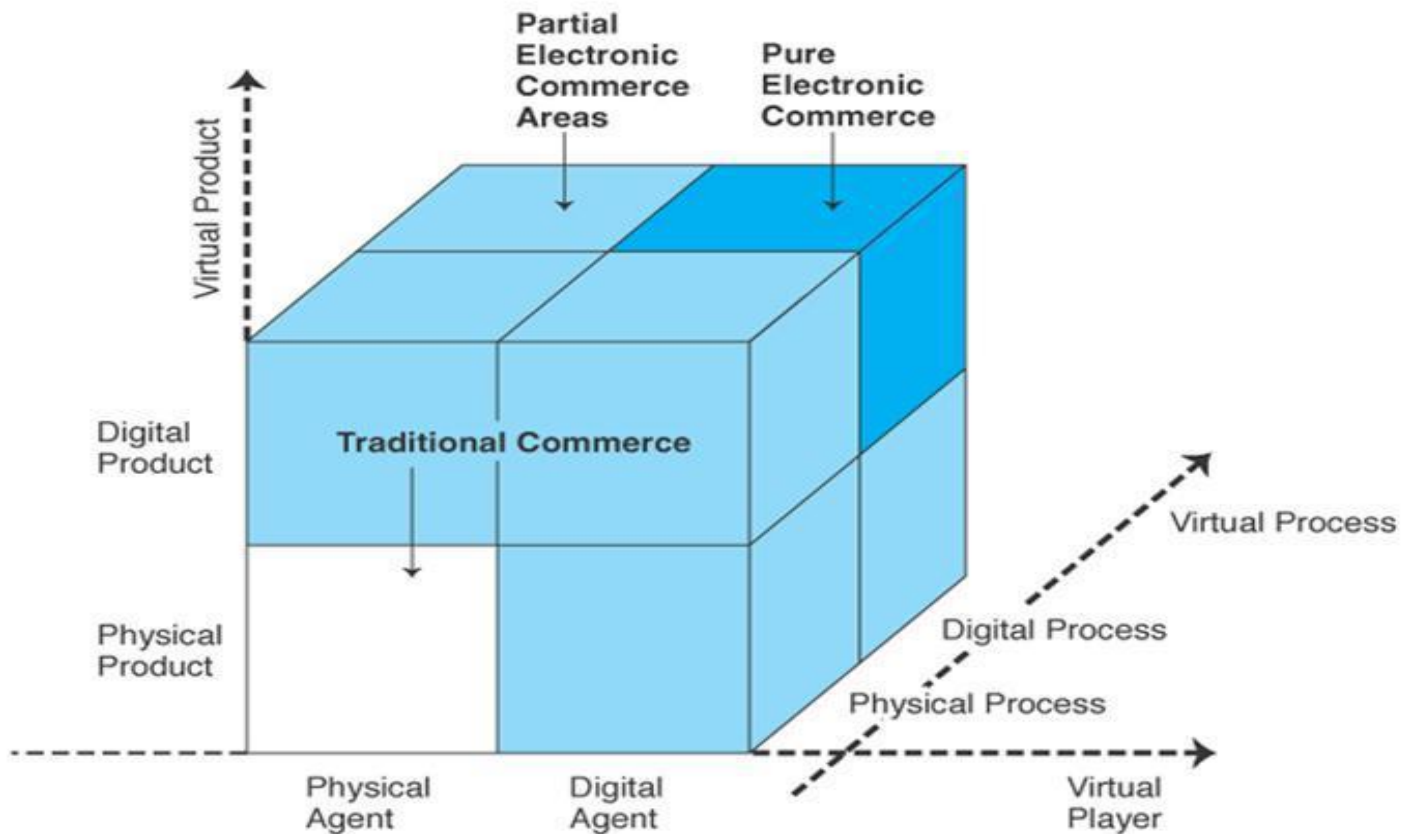 Partial
Electronic
Commerce
Areas
Pure
Electronic
Commerce
Virtual Product
Digital
Product
Traditional Commerce
Physical
Product
Virtual Process
Digital Process
Physical Process
Physical
Agent
Digital
Agent
Virtual
Player